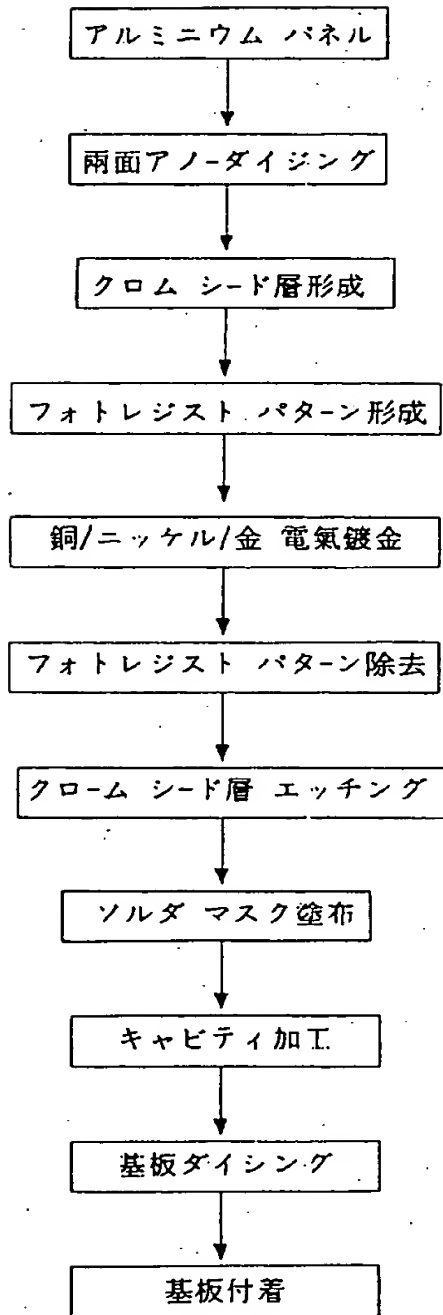 アルミニウム パネル
兩面アノーダイジング
クロム シード層形成
フォトレジスト パターン形成
銅/ニッケル/金 電氣鍍金
フォトレジスト パターン除去
クローム シード層 エッチング
ソルダ マスク塗布
キャビティ加工
基板ダイシング
基板付着